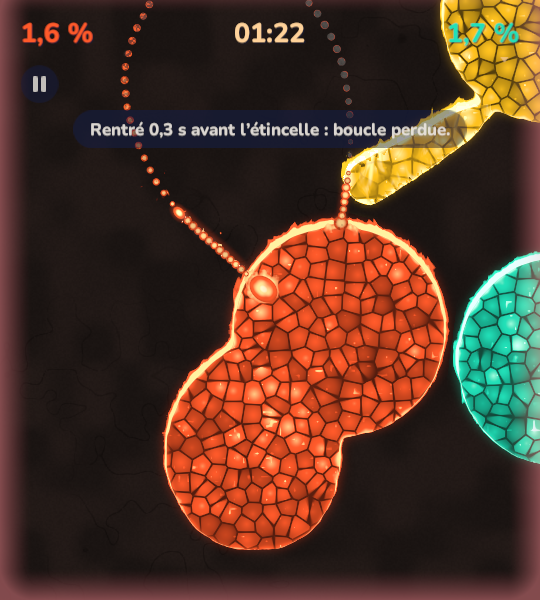 1,6 % 01:22 1,7 %
Rentré 0,3 s avant l’étincelle : boucle perdue.